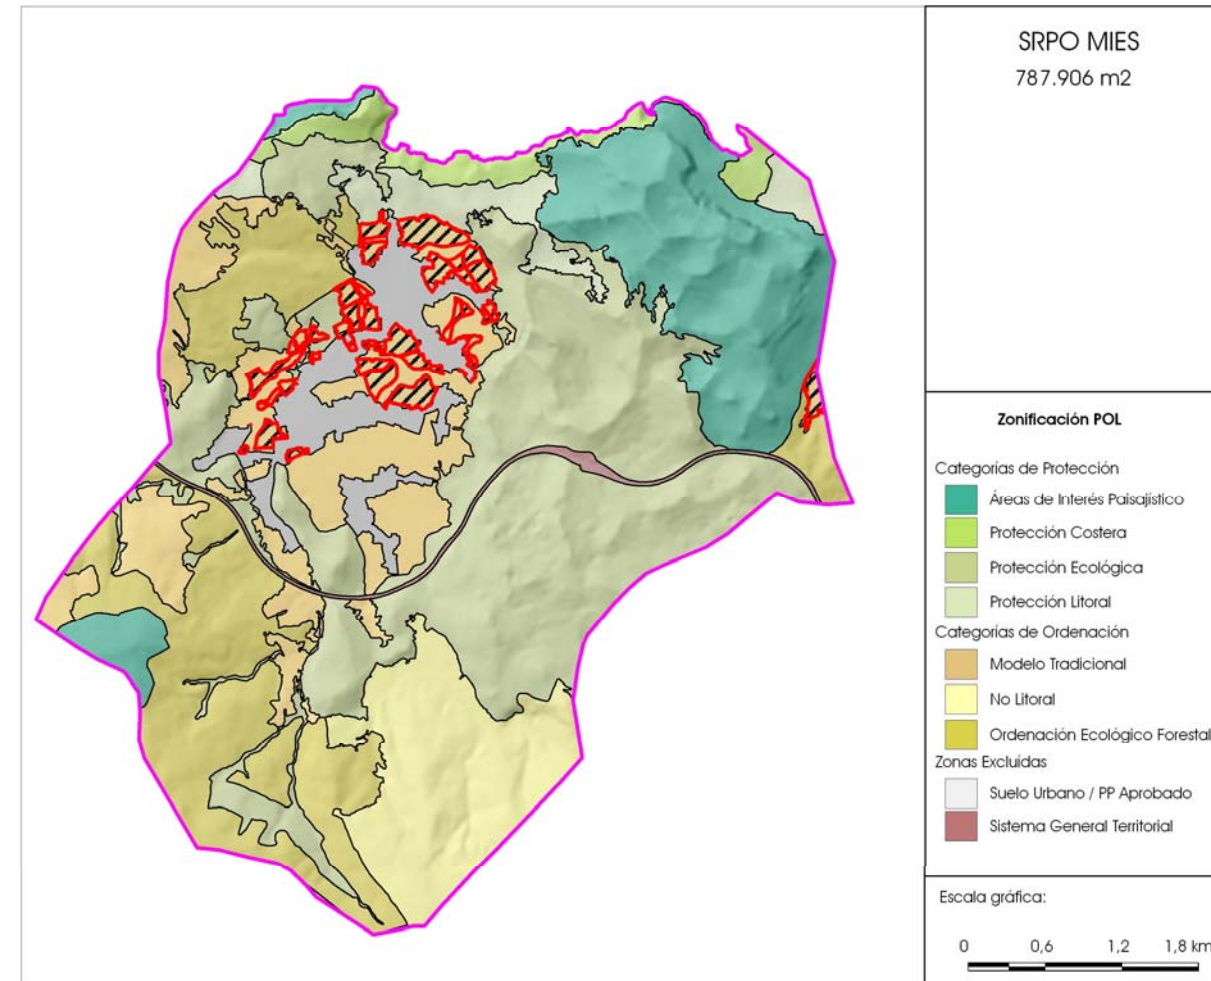 SRPO MIES
787.906 m2
Zonificación POL
Categorías de Protección
Áreas de Interés Paisajístico
Protección Costera
Protección Ecológica
Protección Litoral
Categorías de Ordenación
Modelo Tradicional
No Litoral
Ordenación Ecológico Forestal
Zonas Excluidas
Suelo Urbano / PP Aprobado
Sistema General Territorial
Escala gráfica:
0 0,6 1,2 1,8 km